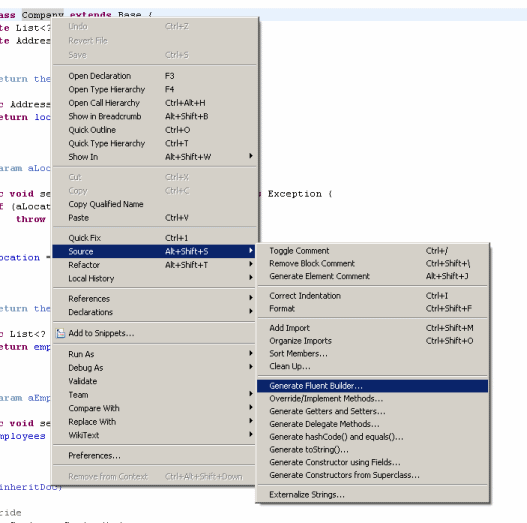 ass Company extends Base {
te List<?
te Addres
eturn the
c Address
eturn loc
aram aLoc
c void se
s Exception {
f (aLocat
throw
ocation =
eturn the
c List<?
eturn emp
aram aEmp
c void se
mployees
inheritDoc}
ride
Undo Ctrl+Z
Revert File
Save Ctrl+S
Open Declaration F3
Open Type Hierarchy F4
Open Call Hierarchy Ctrl+Alt+H
Show in Breadcrumb Alt+Shift+B
Quick Outline Ctrl+O
Quick Type Hierarchy Ctrl+T
Show In Alt+Shift+W
Cut Ctrl+X
Copy Ctrl+C
Copy Qualified Name
Paste Ctrl+V
Quick Fix Ctrl+1
Source Alt+Shift+S
Refactor Alt+Shift+T
Local History
References
Declarations
Add to Snippets...
Run As
Debug As
Validate
Team
Compare With
Replace With
WikiText
Preferences...
Remove from Context Ctrl+Alt+Shift+Down
Toggle Comment Ctrl+/
Remove Block Comment Ctrl+Shift+\
Generate Element Comment Alt+Shift+J
Correct Indentation Ctrl+I
Format Ctrl+Shift+F
Add Import Ctrl+Shift+M
Organize Imports Ctrl+Shift+O
Sort Members...
Clean Up...
Generate Fluent Builder...
Override/Implement Methods...
Generate Getters and Setters...
Generate Delegate Methods...
Generate hashCode() and equals()...
Generate toString()...
Generate Constructor using Fields...
Generate Constructors from Superclass...
Externalize Strings...